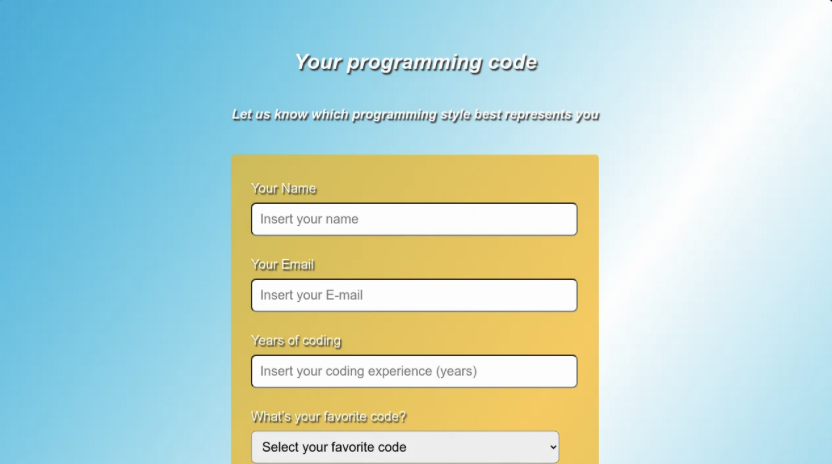 Your programming code
Let us know which programming style best represents you
Your Name
Insert your name
Your Email
Insert your E-mail
Years of coding
Insert your coding experience (years)
What's your favorite code?
Select your favorite code